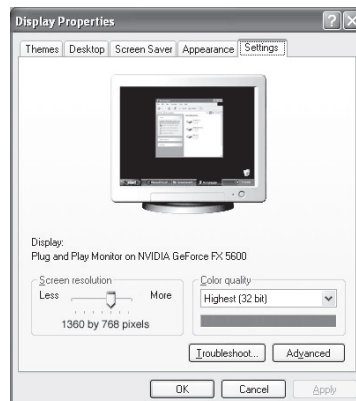 Display Properties
Themes Desktop Screen Saver Appearance Settings
Display:
Plug and Play Monitor on NVIDIA GeForce FX 5600
Screen resolution
Less More
1360 by 768 pixels
Color quality
Highest (32 bit)
Troubleshoot... Advanced
OK Cancel Apply